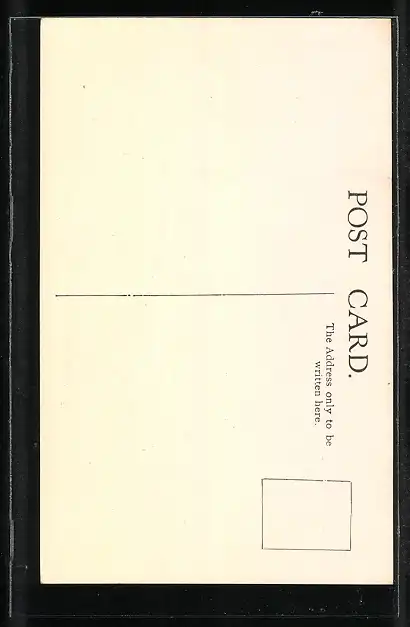 POST CARD.
The Address only to be
written here.